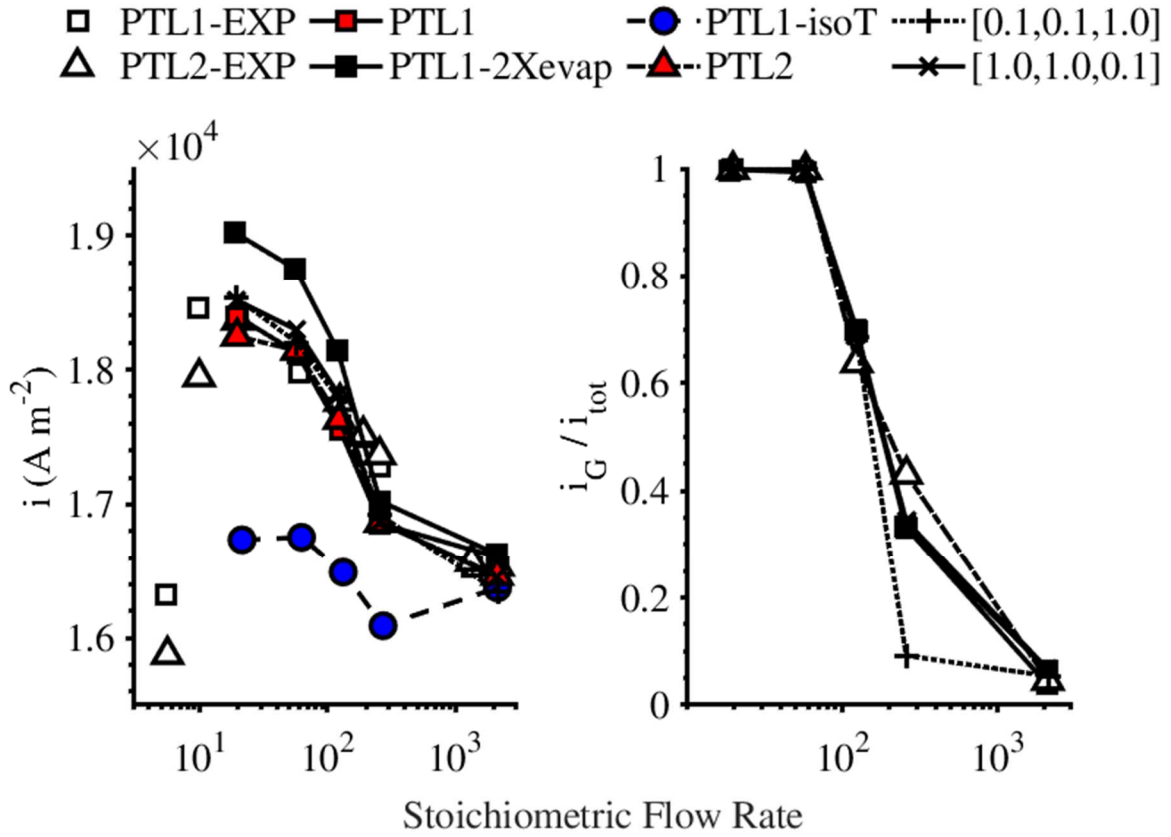 PTL1-EXP PTL1 PTL1-isoT [0.1,0.1,1.0]
PTL2-EXP PTL1-2Xevap PTL2 [1.0,1.0,0.1]
×10⁴
1.9
1.8
1.7
1.6
i (A m⁻²)
10¹ 10² 10³
1
0.8
0.6
0.4
0.2
0
i_G / i_tot
10² 10³
Stoichiometric Flow Rate